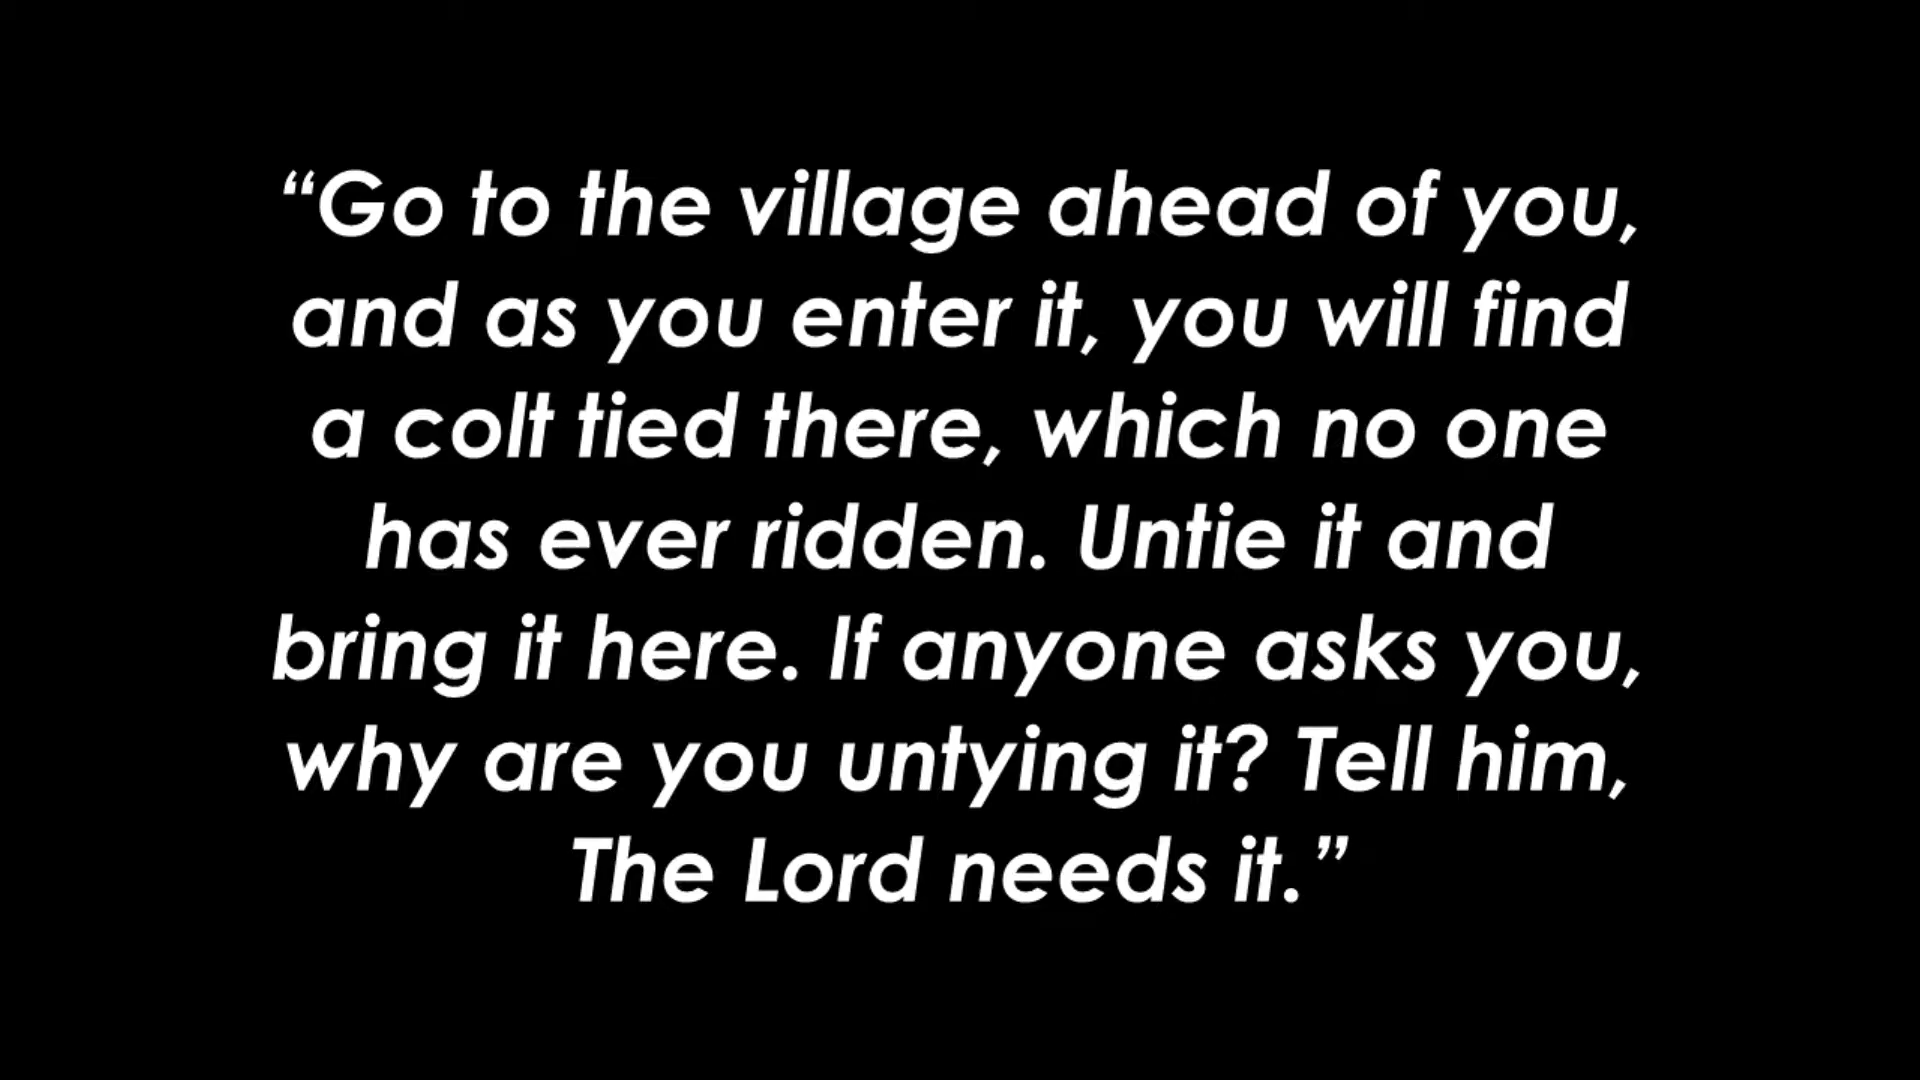 “Go to the village ahead of you,
and as you enter it, you will find
a colt tied there, which no one
has ever ridden. Untie it and
bring it here. If anyone asks you,
why are you untying it? Tell him,
The Lord needs it.”